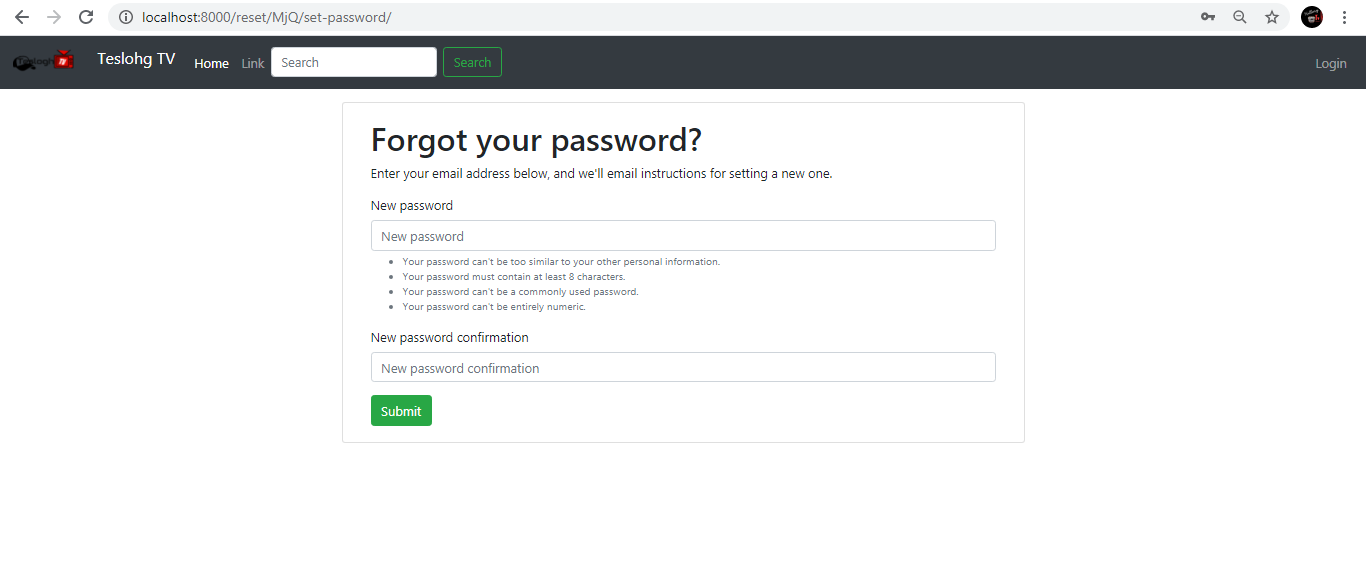 localhost:8000/reset/MjQ/set-password/
Teslohg TV Home Link Search Search Login
Forgot your password?
Enter your email address below, and we'll email instructions for setting a new one.
New password
New password
Your password can't be too similar to your other personal information.
Your password must contain at least 8 characters.
Your password can't be a commonly used password.
Your password can't be entirely numeric.
New password confirmation
New password confirmation
Submit